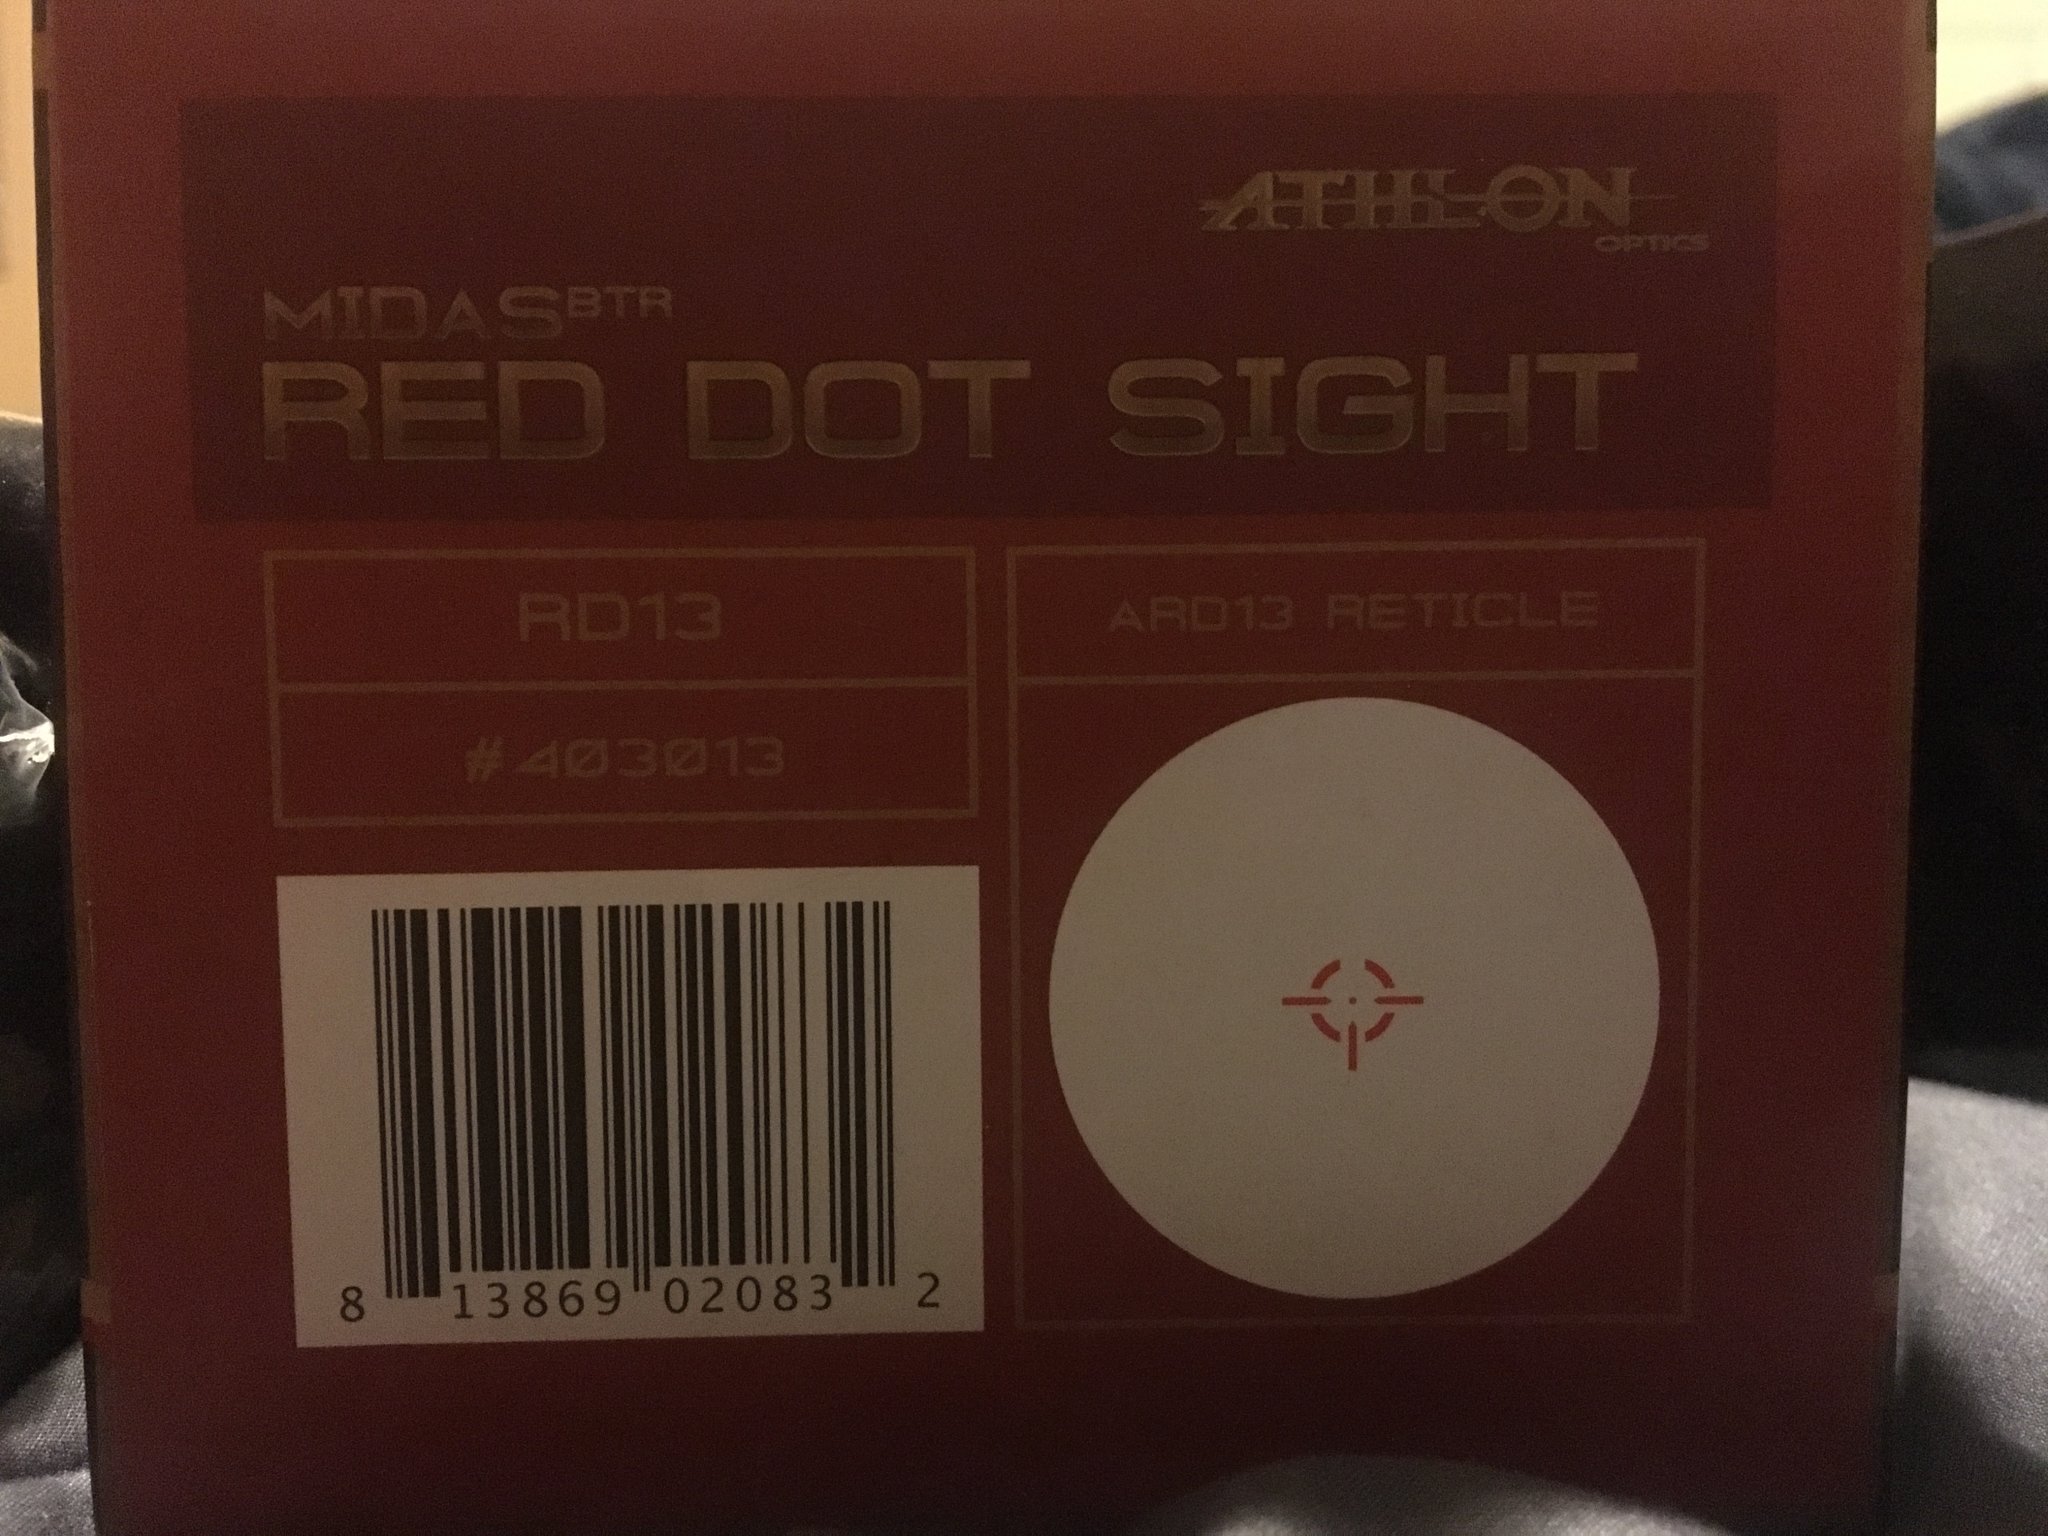 ATHLON
OPTICS
MIDAS BTR
RED DOT SIGHT
RD13
#403013
ARD13 RETICLE
8 13869 02083 2